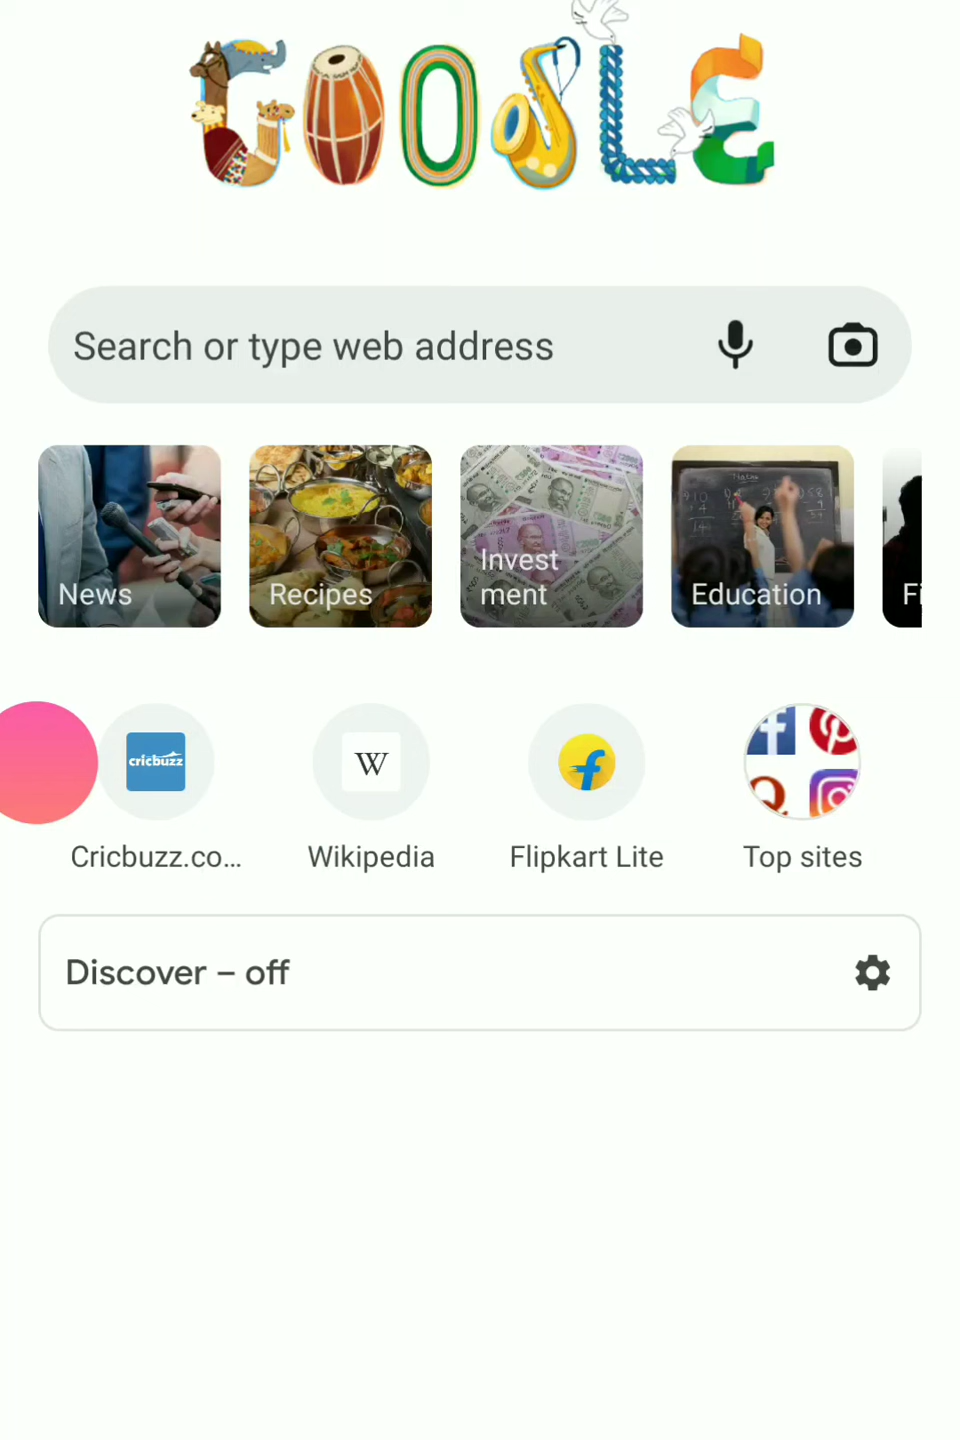 GOOGLE
Search or type web address
News
Recipes
Invest
ment
Education
Fi
cricbuzz
W
Cricbuzz.co...
Wikipedia
Flipkart Lite
Top sites
Discover – off